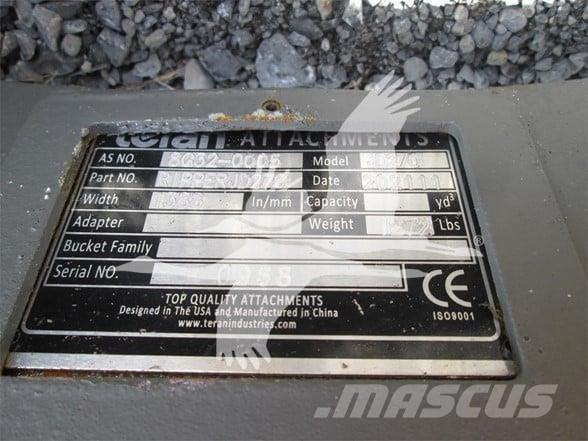 teran ATTACHMENTS
AS NO. Model
Part NO. Date
Width In/mm Capacity yd³
Adapter Weight Lbs
Bucket Family
Serial NO.
TOP QUALITY ATTACHMENTS
Designed in The USA and Manufactured in China
www.teranindustries.com
CE
ISO9001
®
MASCUS